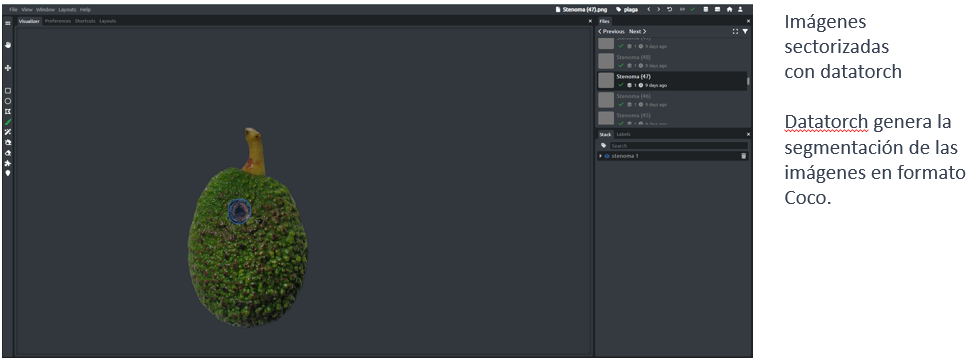 File View Window Layouts Help
Stenoma (47).png
plaga
Visualizer Preferences Shortcuts Layouts
Files
Previous Next
1 9 days ago
Stenoma (48)
1 9 days ago
Stenoma (47)
1 9 days ago
Stenoma (46)
1 9 days ago
Stenoma (45)
Stack Labels
Search
stenoma 1
Imágenes
sectorizadas
con datatorch
Datatorch genera la
segmentación de las
imágenes en formato
Coco.